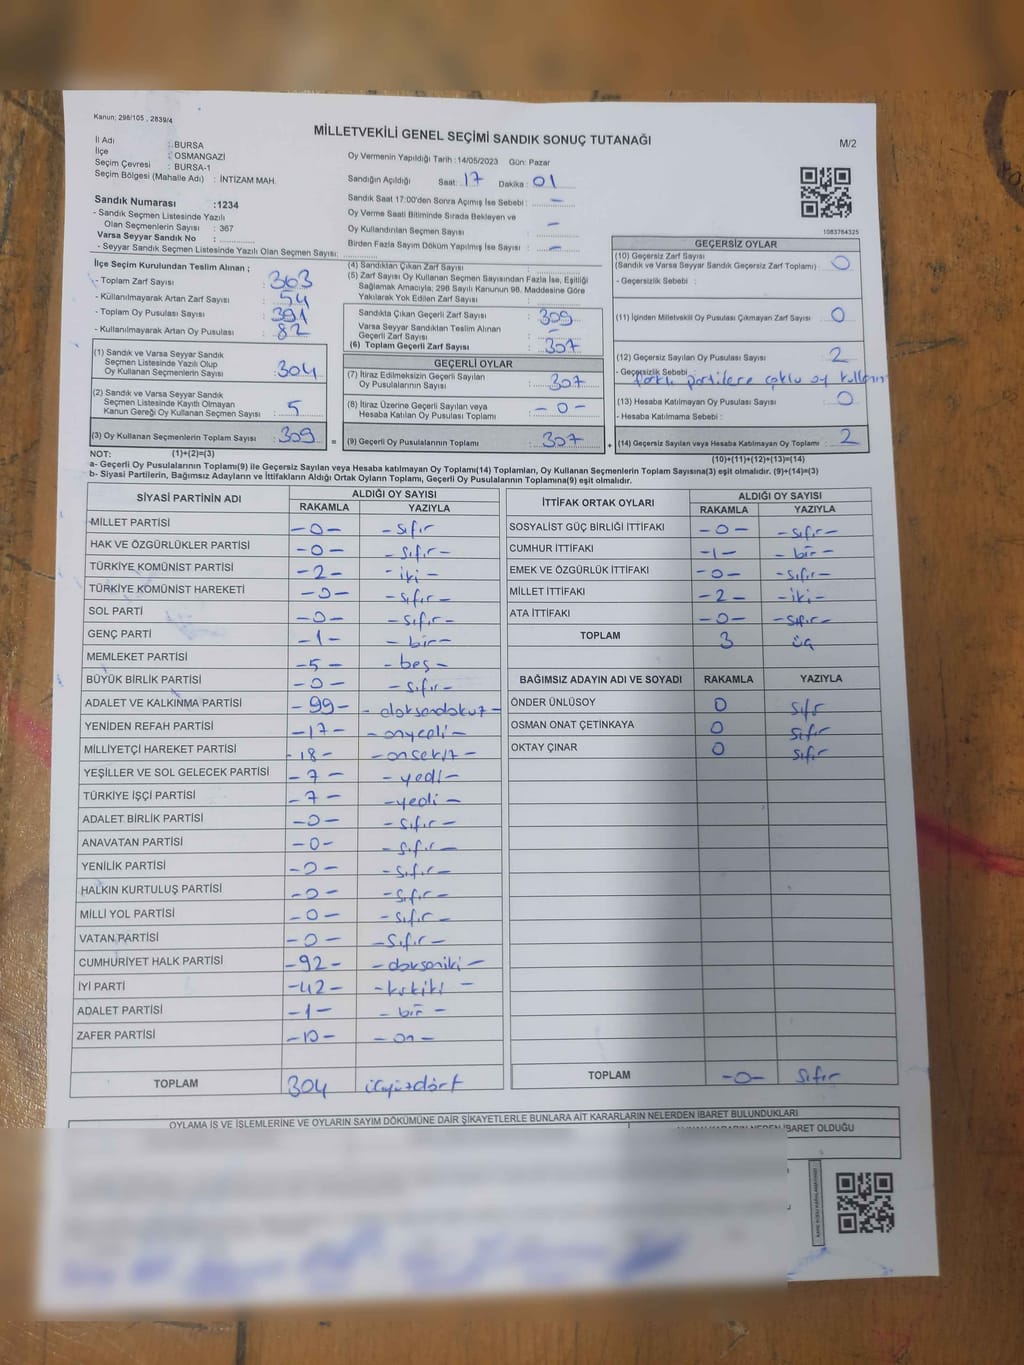 Kanun; 298/105 , 2839/4
MİLLETVEKİLİ GENEL SEÇİMİ SANDIK SONUÇ TUTANAĞI
M/2
İl Adı : BURSA
İlçe : OSMANGAZİ
Seçim Çevresi : BURSA-1
Seçim Bölgesi (Mahalle Adı) : İNTİZAM MAH.
Oy Vermenin Yapıldığı Tarih : 14/05/2023 Gün: Pazar
Sandığın Açıldığı Saat: 17 Dakika : 01
Sandık Saat 17:00'den Sonra Açımış İse Sebebi : -
Oy Verme Saati Bitiminde Sırada Bekleyen ve
Oy Kullandırılan Seçmen Sayısı : -
Birden Fazla Sayım Döküm Yapılmış İse Sayısı : -
Sandık Numarası :1234
- Sandık Seçmen Listesinde Yazılı
Olan Seçmenlerin Sayısı : 367
Varsa Seyyar Sandık No :
- Seyyar Sandık Seçmen Listesinde Yazılı Olan Seçmen Sayısı:
1083764325
İlçe Seçim Kurulundan Teslim Alınan ;
- Toplam Zarf Sayısı : 363
- Kullanılmayarak Artan Zarf Sayısı : 54
- Toplam Oy Pusulası Sayısı : 391
- Kullanılmayarak Artan Oy Pusulası : 82
(1) Sandık ve Varsa Seyyar Sandık
Seçmen Listesinde Yazılı Olup
Oy Kullanan Seçmenlerin Sayısı : 304
(2) Sandık ve Varsa Seyyar Sandık
Seçmen Listesinde Kayıtlı Olmayan
Kanun Gereği Oy Kullanan Seçmen Sayısı : 5
(3) Oy Kullanan Seçmenlerin Toplam Sayısı : 309
(4) Sandıktan Çıkan Zarf Sayısı :
(5) Zarf Sayısı Oy Kullanan Seçmen Sayısından Fazla İse, Eşitliği
Sağlamak Amacıyla; 298 Sayılı Kanunun 98. Maddesine Göre
Yakılarak Yok Edilen Zarf Sayısı :
Sandıkta Çıkan Geçerli Zarf Sayısı : 309
Varsa Seyyar Sandıktan Teslim Alınan
Geçerli Zarf Sayısı : -
(6) Toplam Geçerli Zarf Sayısı : 307
GEÇERLİ OYLAR
(7) İtiraz Edilmeksizin Geçerli Sayılan
Oy Pusulalarının Sayısı : 307
(8) İtiraz Üzerine Geçerli Sayılan veya
Hesaba Katılan Oy Pusulası Toplamı : -0-
= (9) Geçerli Oy Pusulalarının Toplamı : 307 +
GEÇERSİZ OYLAR
(10) Geçersiz Zarf Sayısı
(Sandık ve Varsa Seyyar Sandık Geçersiz Zarf Toplamı) : 0
- Geçersizlik Sebebi :
(11) İçinden Milletvekili Oy Pusulası Çıkmayan Zarf Sayısı : 0
(12) Geçersiz Sayılan Oy Pusulası Sayısı : 2
- Geçersizlik Sebebi : farklı partilere çoklu oy
(13) Hesaba Katılmayan Oy Pusulası Sayısı : 0
- Hesaba Katılmama Sebebi :
(14) Geçersiz Sayılan veya Hesaba Katılmayan Oy Toplamı : 2
NOT: (1)+(2)=(3)
(10)+(11)+(12)+(13)=(14)
a- Geçerli Oy Pusulası Toplamı(9) ile Geçersiz Sayılan veya Hesaba katılmayan Oy Toplamı(14) Toplamları, Oy Kullanan Seçmenlerin Toplam Sayısına(3) eşit olmalıdır. (9)+(14)=(3)
b- Siyasi Partilerin, Bağımsız Adayların ve İttifakların Aldığı Ortak Oyların Toplamı, Geçerli Oy Pusulalarının Toplamına(9) eşit olmalıdır.
SİYASİ PARTİNİN ADI ALDIĞI OY SAYISI
RAKAMLA YAZIYLA
MİLLET PARTİSİ -0- -sıfır
HAK VE ÖZGÜRLÜKLER PARTİSİ -0- -sıfır-
TÜRKİYE KOMÜNİST PARTİSİ -2- -iki-
TÜRKİYE KOMÜNİST HAREKETİ -0- -sıfır-
SOL PARTİ -0- -sıfır-
GENÇ PARTİ -1- -bir-
MEMLEKET PARTİSİ -5- -beş-
BÜYÜK BİRLİK PARTİSİ -0- -sıfır-
ADALET VE KALKINMA PARTİSİ -99- -doksandokuz-
YENİDEN REFAH PARTİSİ -17- -onyedi-
MİLLİYETÇİ HAREKET PARTİSİ -18- -onsekiz-
YEŞİLLER VE SOL GELECEK PARTİSİ -7- -yedi-
TÜRKİYE İŞÇİ PARTİSİ -7- -yedi-
ADALET BİRLİK PARTİSİ -0- -sıfır-
ANAVATAN PARTİSİ -0- -sıfır-
YENİLİK PARTİSİ -0- -sıfır-
HALKIN KURTULUŞ PARTİSİ -0- -sıfır-
MİLLİ YOL PARTİSİ -0- -sıfır-
VATAN PARTİSİ -0- -sıfır-
CUMHURİYET HALK PARTİSİ -92- -doksaniki-
İYİ PARTİ -42- -kırkiki-
ADALET PARTİSİ -1- -bir-
ZAFER PARTİSİ -10- -on-
TOPLAM 304 üçyüzdört
İTTİFAK ORTAK OYLARI ALDIĞI OY SAYISI
RAKAMLA YAZIYLA
SOSYALİST GÜÇ BİRLİĞİ İTTİFAKI -0- -sıfır-
CUMHUR İTTİFAKI -1- -bir-
EMEK VE ÖZGÜRLÜK İTTİFAKI -0- -sıfır-
MİLLET İTTİFAKI -2- -iki-
ATA İTTİFAKI -0- -sıfır-
TOPLAM 3 üç
BAĞIMSIZ ADAYIN ADI VE SOYADI RAKAMLA YAZIYLA
ÖNDER ÜNLÜSOY 0 sıfır
OSMAN ONAT ÇETİNKAYA 0 sıfır
OKTAY ÇINAR 0 sıfır
TOPLAM -0- sıfır
OYLAMA İŞ VE İŞLEMLERİNE VE OYLARIN SAYIM DÖKÜMÜNE DAİR ŞİKAYETLERLE BUNLARA AİT KARARLARIN NELERDEN İBARET BULUNDUKLARI
İBARET OLDUĞU